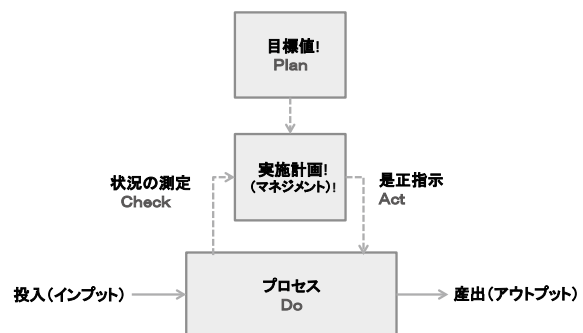 目標値!
Plan
実施計画!
（マネジメント）!
状況の測定
Check
是正指示
Act
投入（インプット）
プロセス
Do
産出（アウトプット）